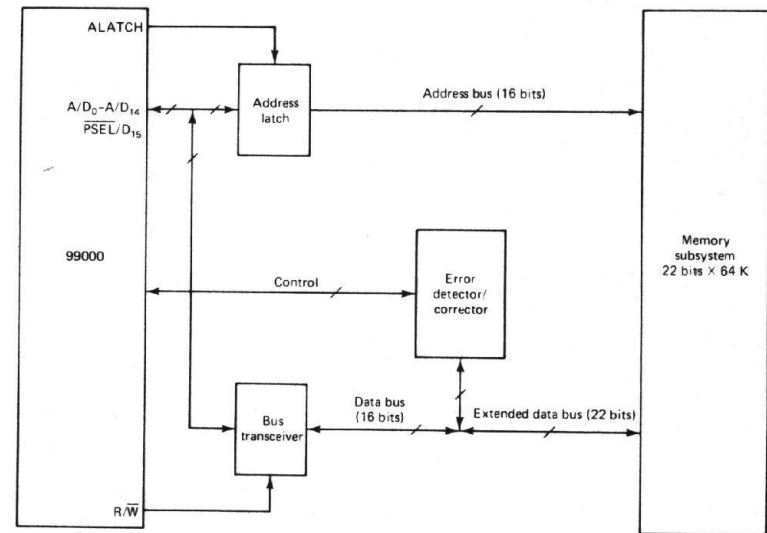 ALATCH
A/D₀–A/D₁₄
P̅S̅E̅L̅/D₁₅
99000
R/W̅
Address
latch
Address bus (16 bits)
Control
Error
detector/
corrector
Bus
transceiver
Data bus
(16 bits)
Extended data bus (22 bits)
Memory
subsystem
22 bits × 64 K